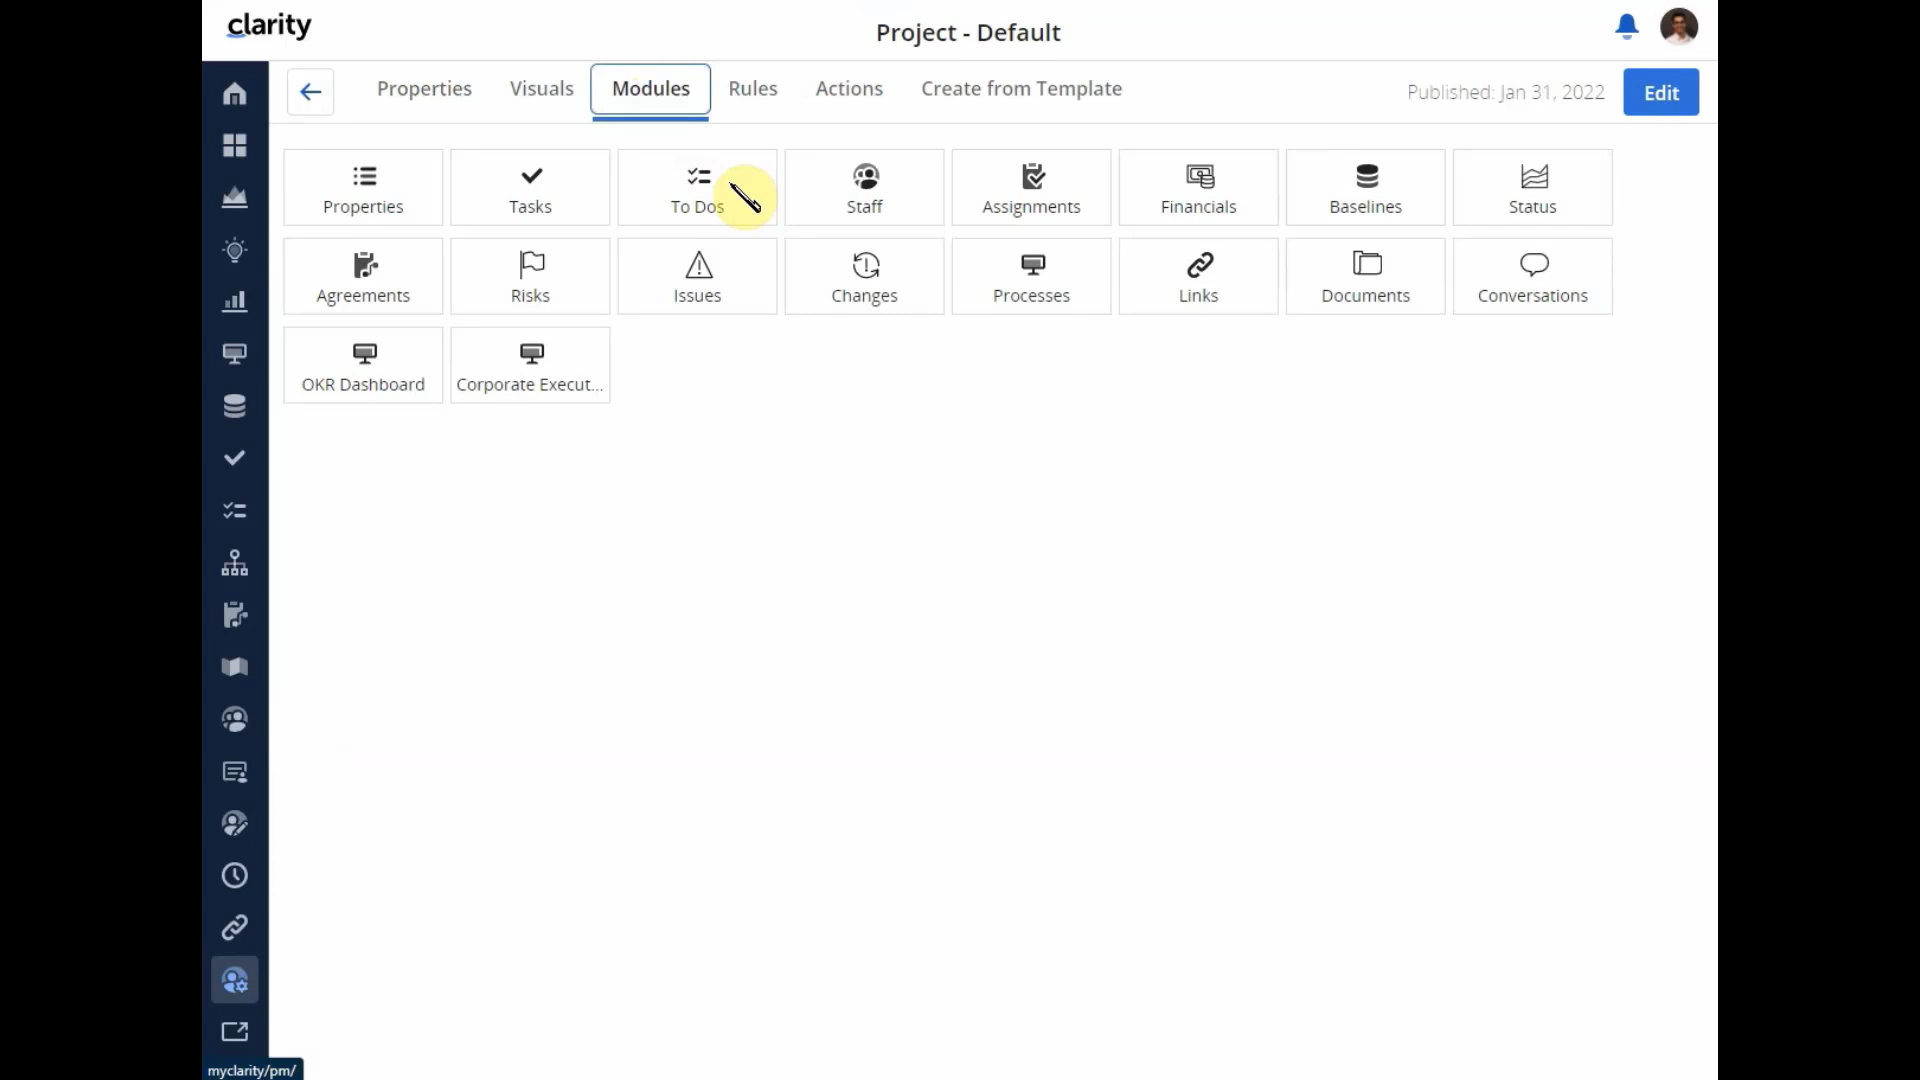 clarity
Project - Default
Properties
Visuals
Modules
Rules
Actions
Create from Template
Published: Jan 31, 2022
Edit
Properties
Tasks
To Dos
Staff
Assignments
Financials
Baselines
Status
Agreements
Risks
Issues
Changes
Processes
Links
Documents
Conversations
OKR Dashboard
Corporate Execut...
myclarity/pm/